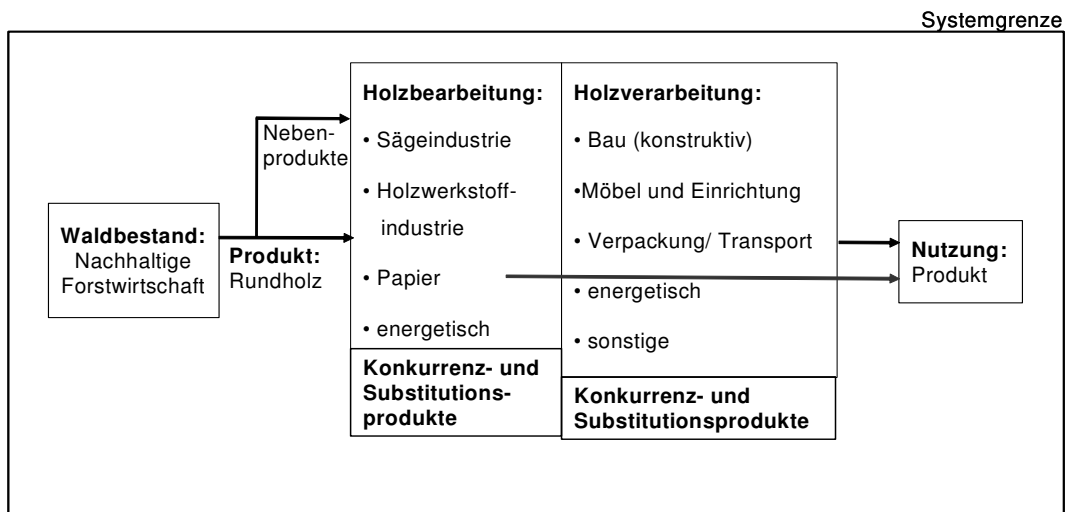 Systemgrenze
Waldbestand:
Nachhaltige
Forstwirtschaft
Neben-
produkte
Produkt:
Rundholz
Holzbearbeitung:
• Sägeindustrie
• Holzwerkstoff-
industrie
• Papier
• energetisch
Konkurrenz- und
Substitutions-
produkte
Holzverarbeitung:
• Bau (konstruktiv)
•Möbel und Einrichtung
• Verpackung/ Transport
• energetisch
• sonstige
Konkurrenz- und
Substitutionsprodukte
Nutzung:
Produkt